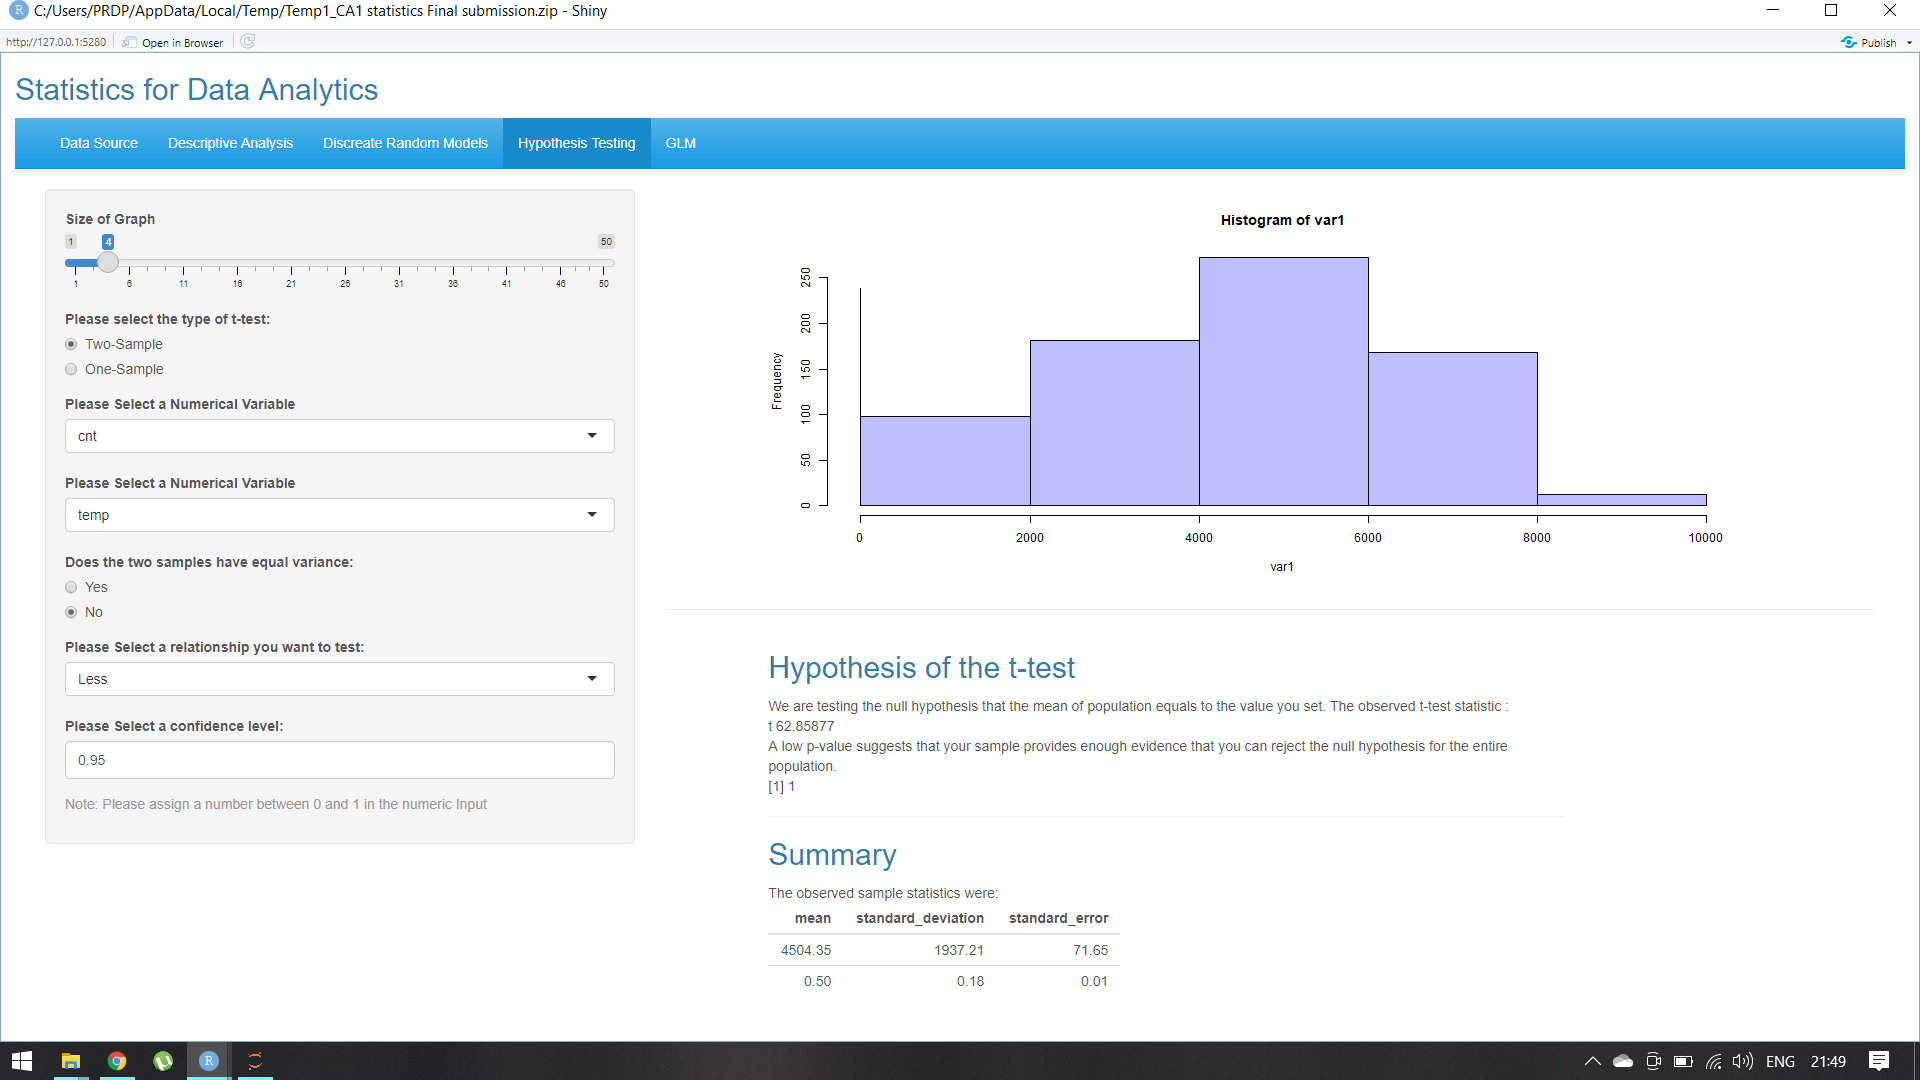 R C:/Users/PRDP/AppData/Local/Temp/Temp1_CA1 statistics Final submission.zip - Shiny
http://127.0.0.1:5280 Open in Browser Publish
Statistics for Data Analytics
Data Source Descriptive Analysis Discreate Random Models Hypothesis Testing GLM
Size of Graph
1 4 50
1 6 11 16 21 26 31 36 41 46 50
Please select the type of t-test:
Two-Sample
One-Sample
Please Select a Numerical Variable
cnt
Please Select a Numerical Variable
temp
Does the two samples have equal variance:
Yes
No
Please Select a relationship you want to test:
Less
Please Select a confidence level:
0.95
Note: Please assign a number between 0 and 1 in the numeric Input
Histogram of var1
Frequency
250
200
150
100
50
0
0 2000 4000 6000 8000 10000
var1
Hypothesis of the t-test
We are testing the null hypothesis that the mean of population equals to the value you set. The observed t-test statistic :
t 62.85877
A low p-value suggests that your sample provides enough evidence that you can reject the null hypothesis for the entire
population.
[1] 1
Summary
The observed sample statistics were:
mean standard_deviation standard_error
4504.35 1937.21 71.65
0.50 0.18 0.01
R ENG 21:49